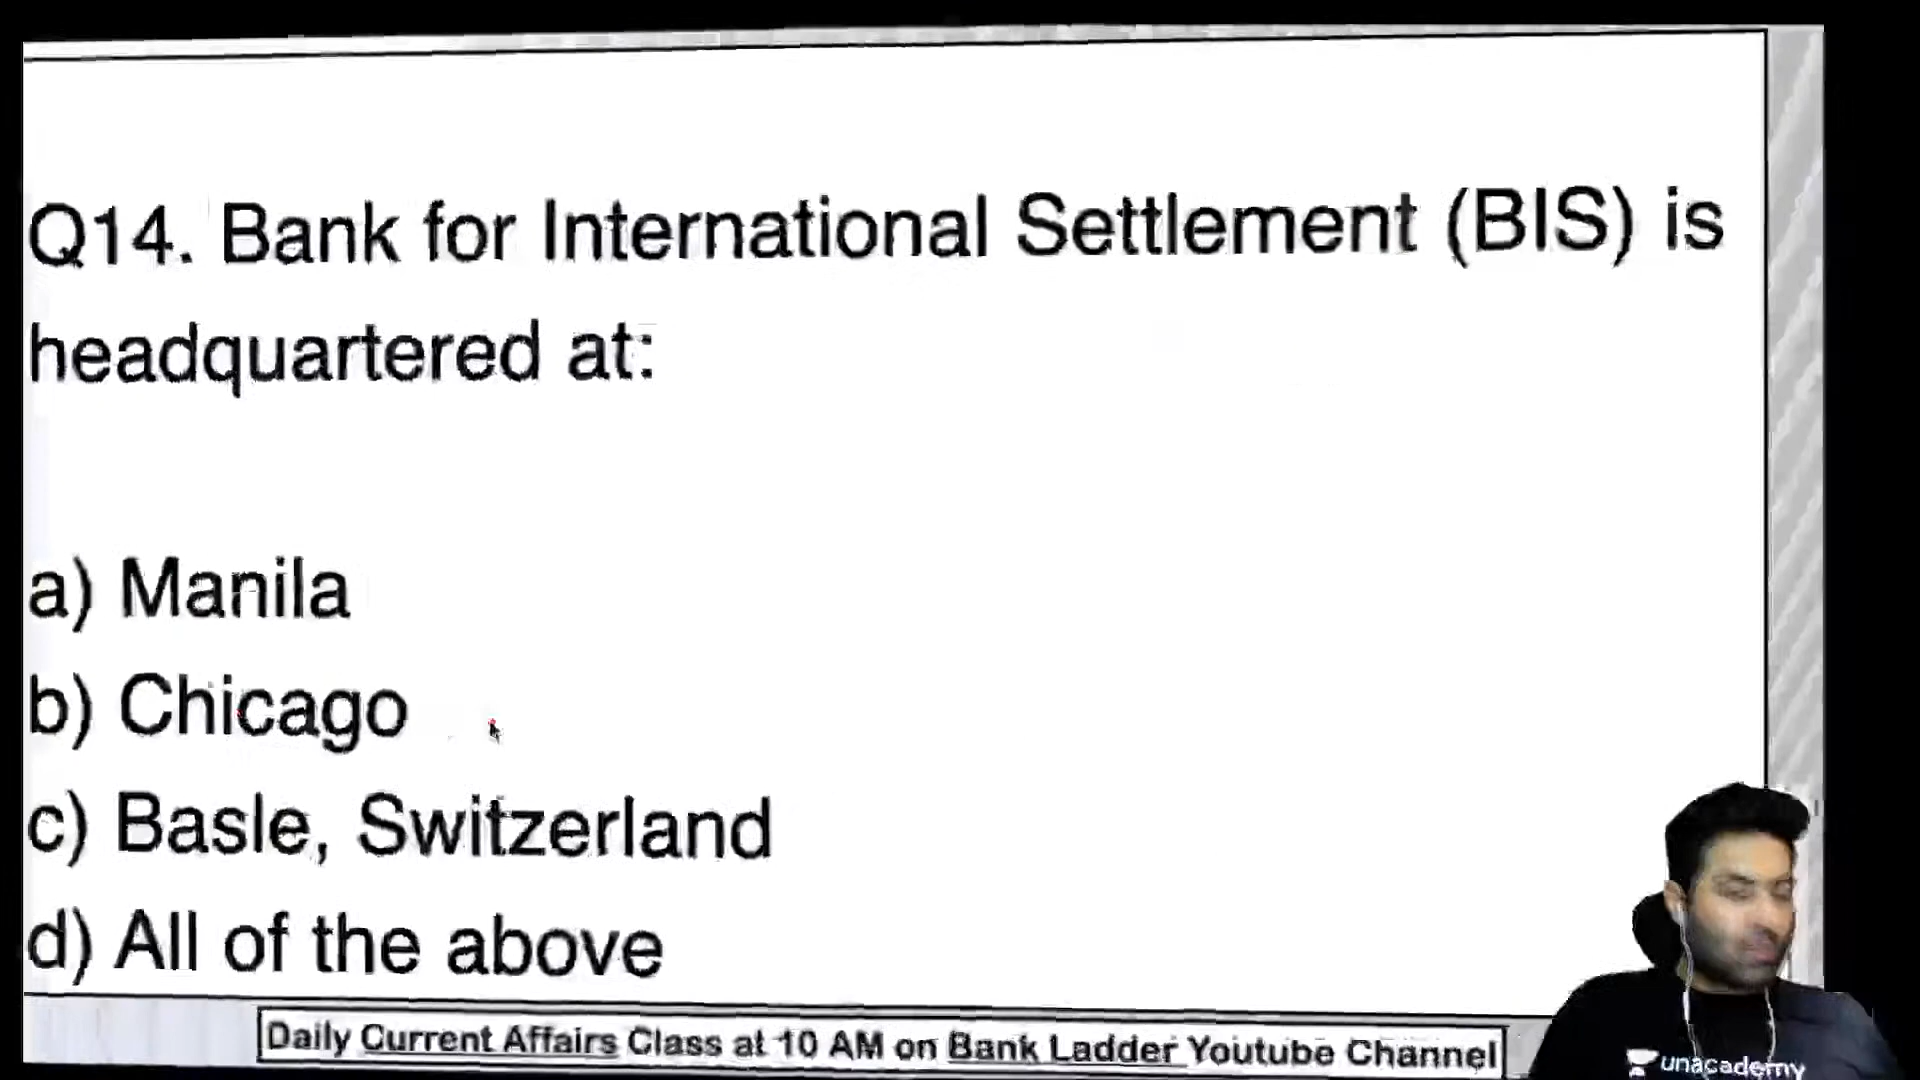 Q14. Bank for International Settlement (BIS) is
headquartered at:
a) Manila
b) Chicago
c) Basle, Switzerland
d) All of the above
Daily Current Affairs Class at 10 AM on Bank Ladder Youtube Channel
unacademy